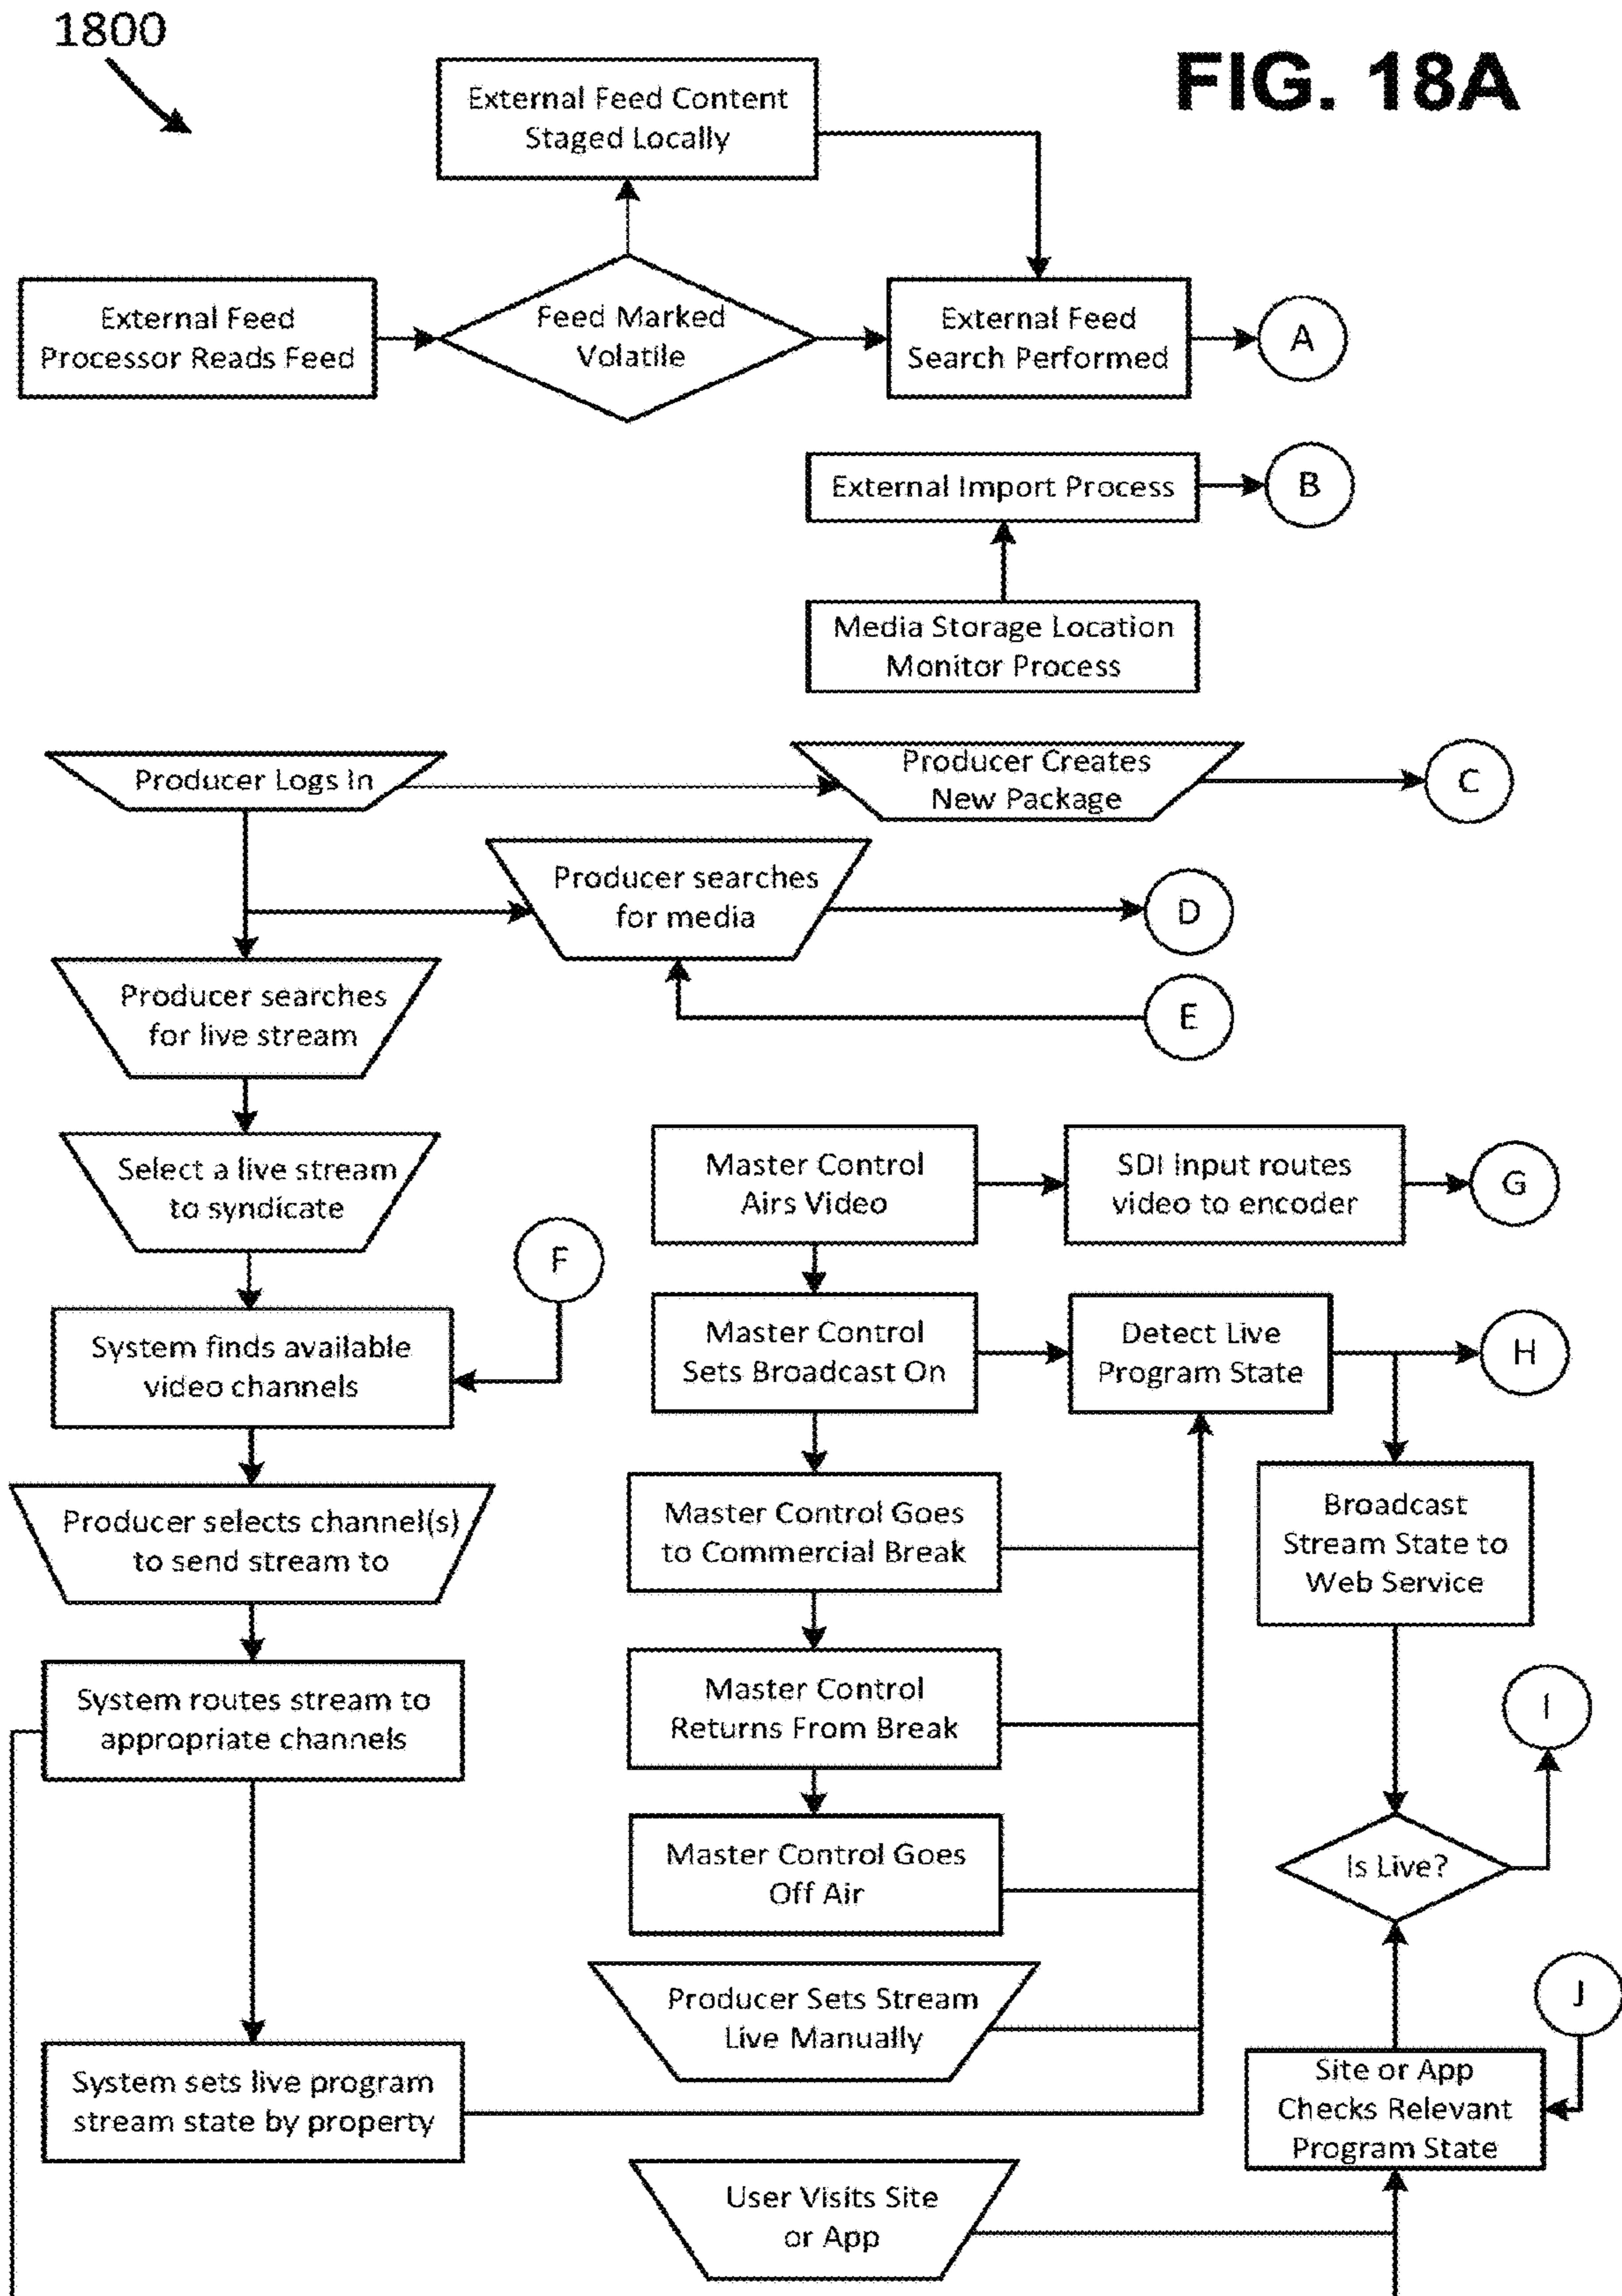 1800
FIG. 18A
External Feed Content
Staged Locally
External Feed
Processor Reads Feed
Feed Marked
Volatile
External Feed
Search Performed
A
External Import Process
B
Media Storage Location
Monitor Process
Producer Logs In
Producer Creates
New Package
C
Producer searches
for media
D
E
Producer searches
for live stream
Select a live stream
to syndicate
F
System finds available
video channels
Producer selects channel(s)
to send stream to
System routes stream to
appropriate channels
System sets live program
stream state by property
Master Control
Airs Video
SDI input routes
video to encoder
G
Master Control
Sets Broadcast On
Detect Live
Program State
H
Master Control Goes
to Commercial Break
Broadcast
Stream State to
Web Service
Master Control
Returns From Break
I
Master Control Goes
Off Air
Is Live?
Producer Sets Stream
Live Manually
J
Site or App
Checks Relevant
Program State
User Visits Site
or App